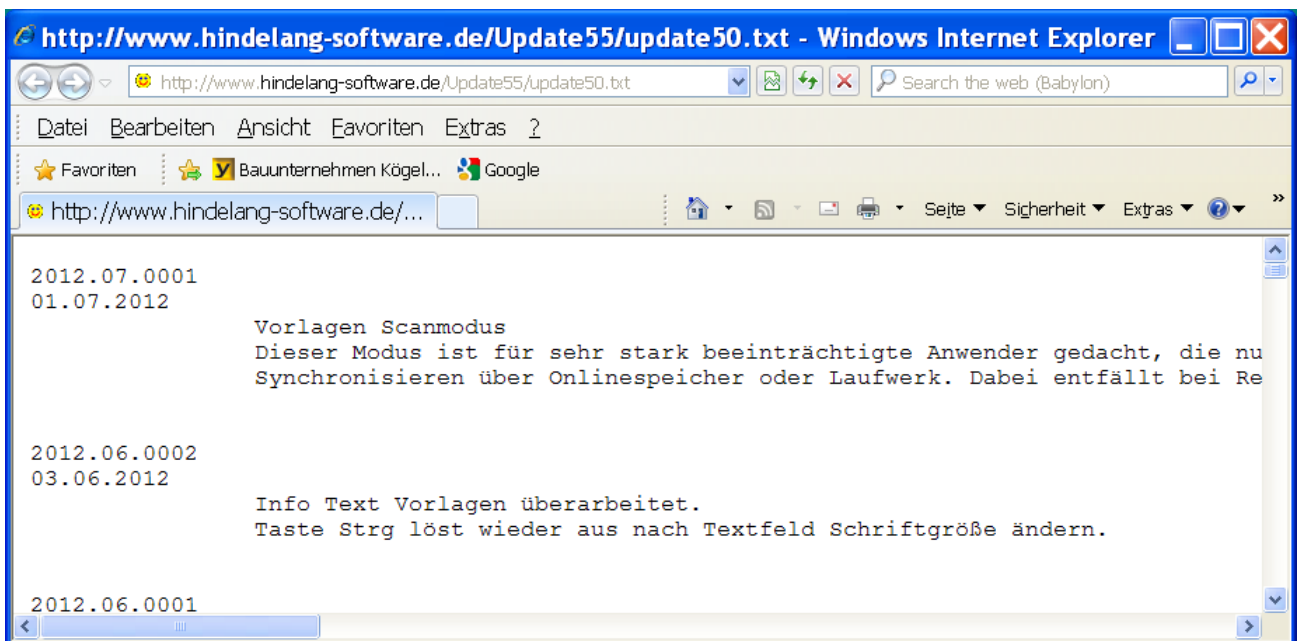 http://www.hindelang-software.de/Update55/update50.txt - Windows Internet Explorer
http://www.hindelang-software.de/Update55/update50.txt Search the web (Babylon)
Datei Bearbeiten Ansicht Favoriten Extras ?
Favoriten Bauunternehmen Kögel... Google
http://www.hindelang-software.de/... Seite Sicherheit Extras »
2012.07.0001
01.07.2012
Vorlagen Scanmodus
Dieser Modus ist für sehr stark beeinträchtigte Anwender gedacht, die nu
Synchronisieren über Onlinespeicher oder Laufwerk. Dabei entfällt bei Re
2012.06.0002
03.06.2012
Info Text Vorlagen überarbeitet.
Taste Strg löst wieder aus nach Textfeld Schriftgröße ändern.
2012.06.0001